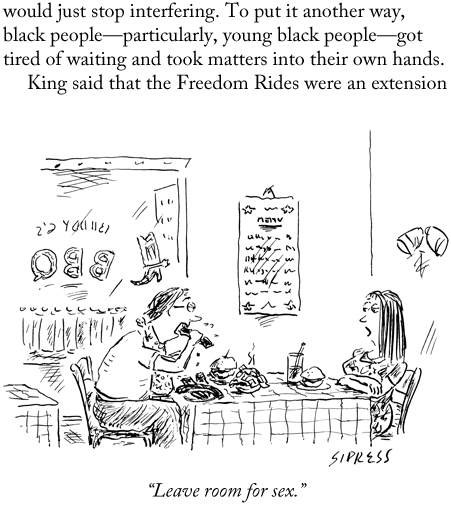 would just stop interfering. To put it another way,
black people—particularly, young black people—got
tired of waiting and took matters into their own hands.
King said that the Freedom Rides were an extension
BBQ
MENU
SIPRESS
“Leave room for sex.”